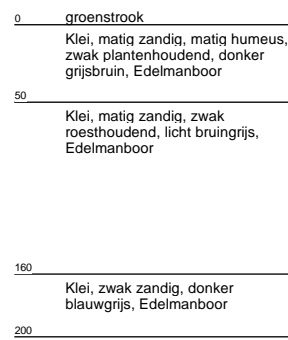 0 groenstrook
Klei, matig zandig, matig humeus,
zwak plantenhoudend, donker
grijsbruin, Edelmanboor
50
Klei, matig zandig, zwak
roesthoudend, licht bruingrijs,
Edelmanboor
160
Klei, zwak zandig, donker
blauwgrijs, Edelmanboor
200